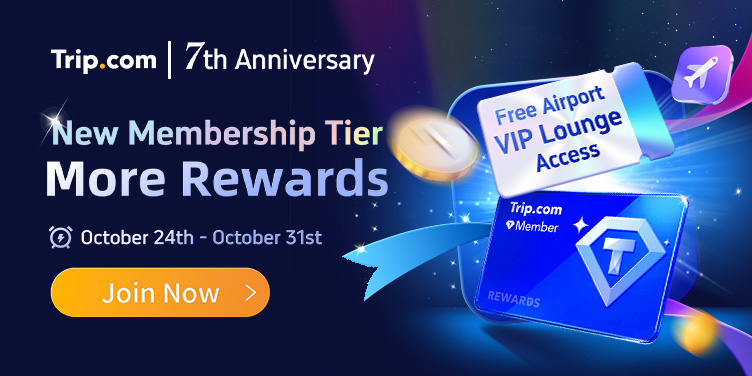 Trip.com | 7th Anniversary
New Membership Tier
More Rewards
October 24th - October 31st
Join Now >
Free Airport
VIP Lounge
Access
Trip.com
Member
T
REWARDS